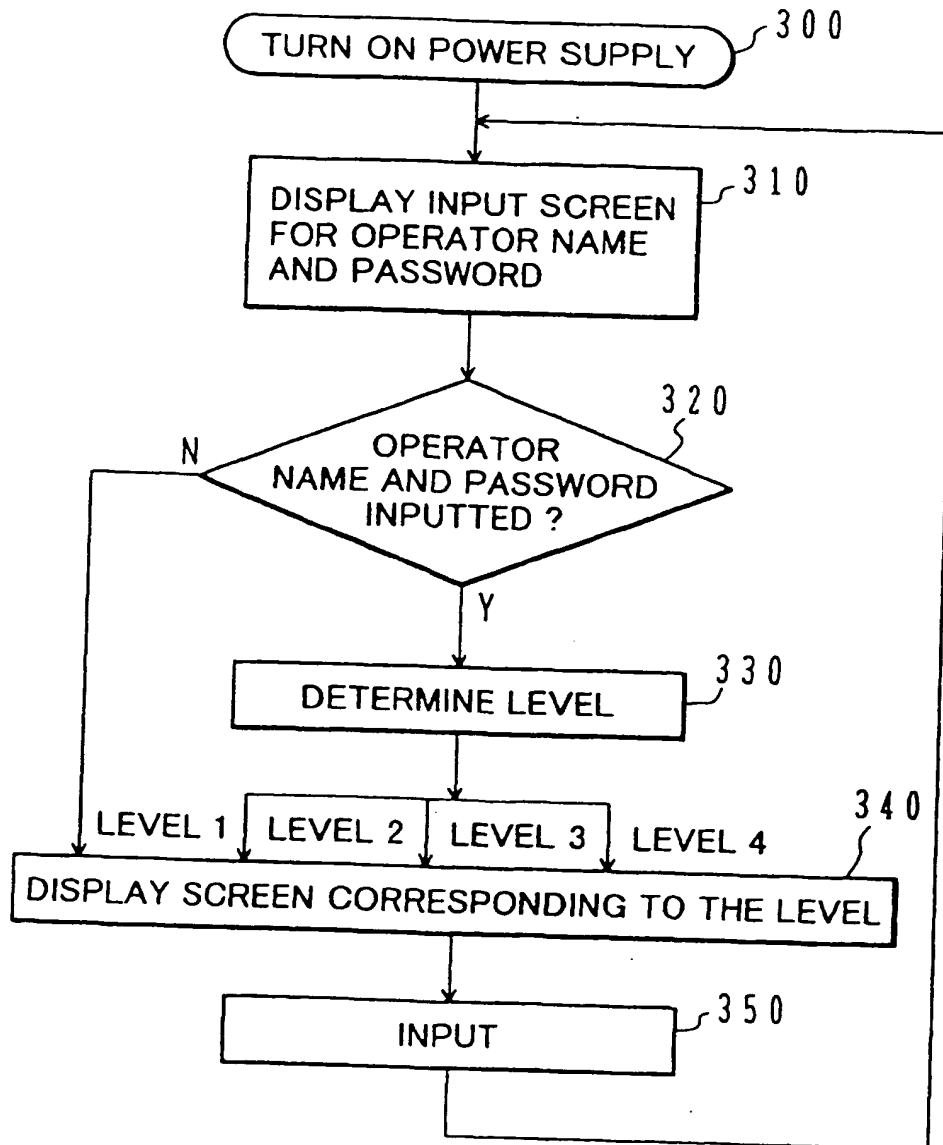 TURN ON POWER SUPPLY
300
DISPLAY INPUT SCREEN
FOR OPERATOR NAME
AND PASSWORD
310
320
N
OPERATOR
NAME AND PASSWORD
INPUTTED ?
Y
DETERMINE LEVEL
330
340
LEVEL 1
LEVEL 2
LEVEL 3
LEVEL 4
DISPLAY SCREEN CORRESPONDING TO THE LEVEL
INPUT
350